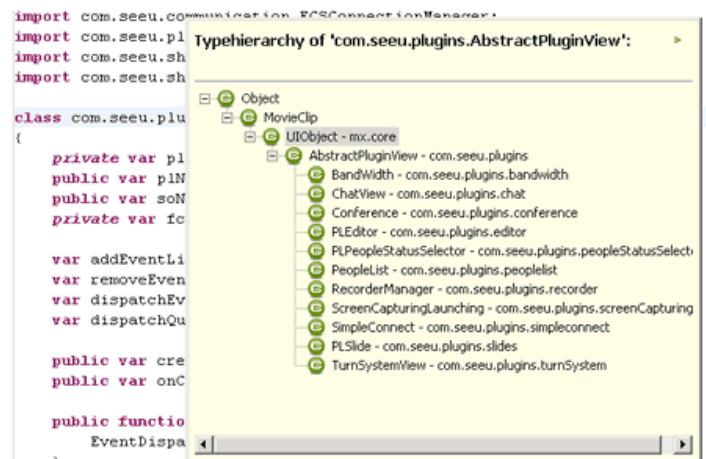 import com.seeu.communication.FCSConnectionManager;
import com.seeu.pl
import com.seeu.sh
import com.seeu.sh
class com.seeu.plu
{
private var pl
public var plN
public var soN
private var fc
var addEventLi
var removeEven
var dispatchEv
var dispatchQu
public var cre
public var onC
public functio
EventDispa
Typehierarchy of 'com.seeu.plugins.AbstractPluginView':
Object
MovieClip
UIObject - mx.core
AbstractPluginView - com.seeu.plugins
BandWidth - com.seeu.plugins.bandwidth
ChatView - com.seeu.plugins.chat
Conference - com.seeu.plugins.conference
PLEditor - com.seeu.plugins.editor
PLPeopleStatusSelector - com.seeu.plugins.peopleStatusSelect
PeopleList - com.seeu.plugins.peoplelist
RecorderManager - com.seeu.plugins.recorder
ScreenCapturingLaunching - com.seeu.plugins.screenCapturing
SimpleConnect - com.seeu.plugins.simpleconnect
PLSlide - com.seeu.plugins.slides
TurnSystemView - com.seeu.plugins.turnSystem